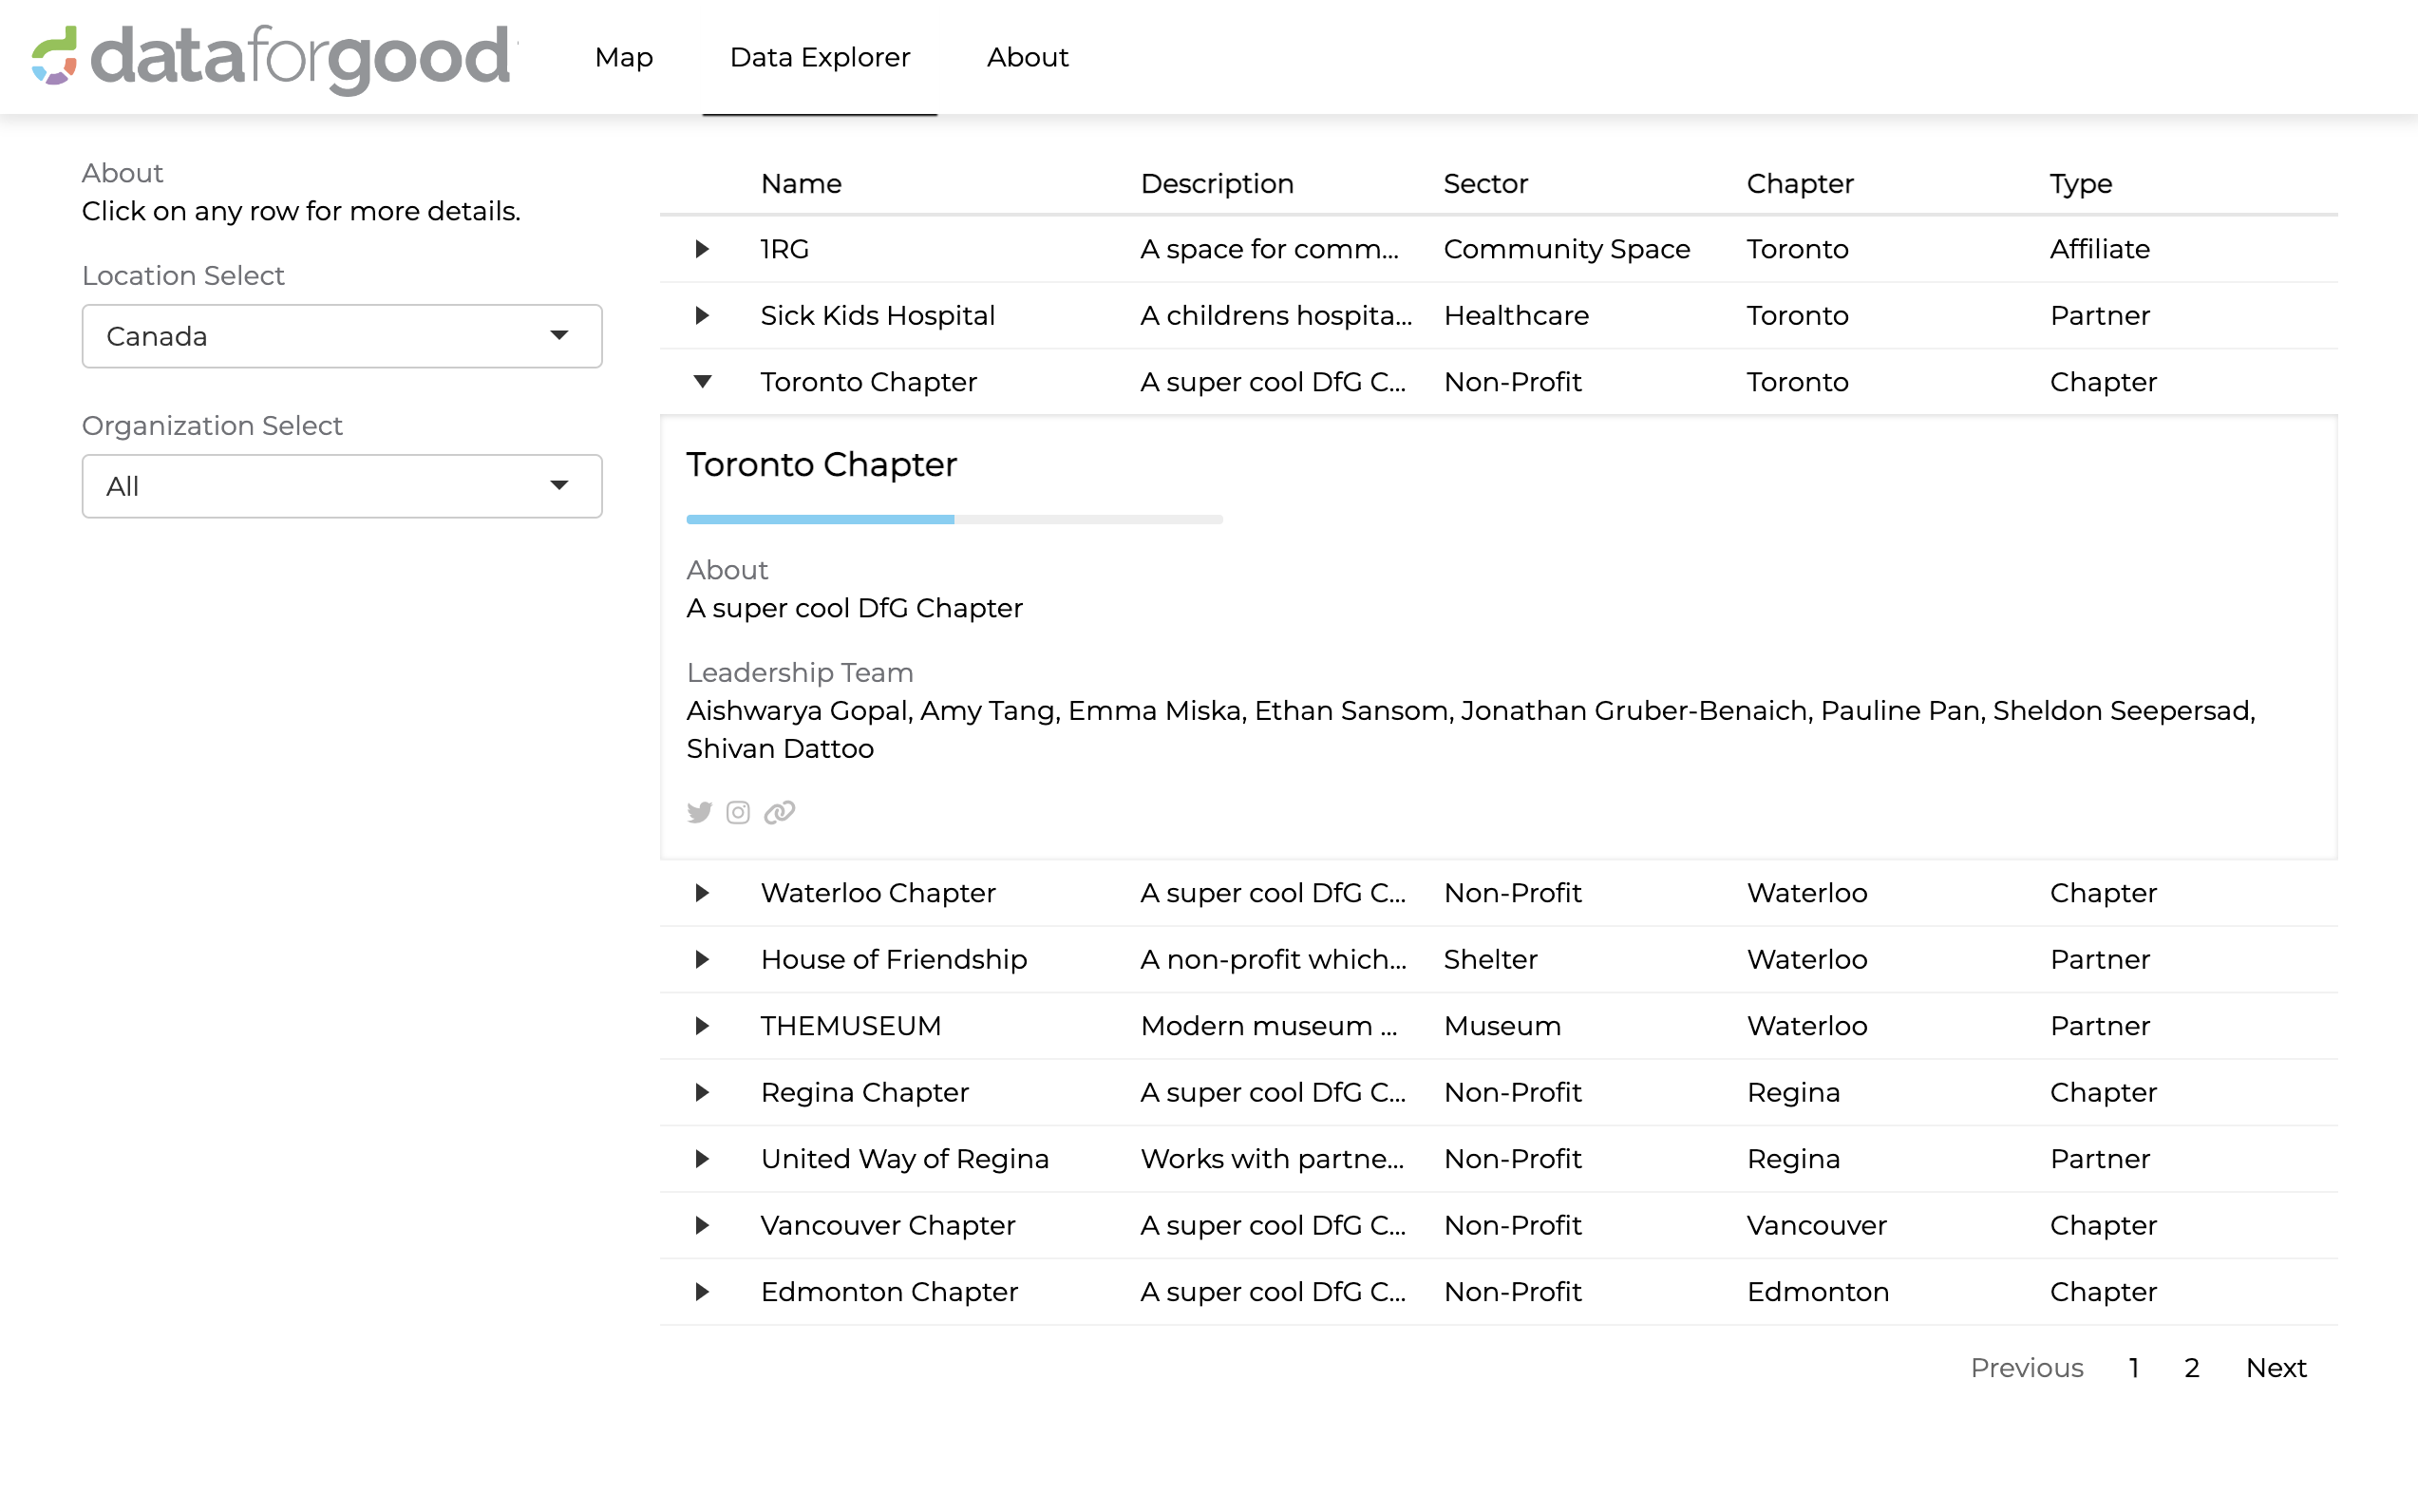 dataforgood
Map Data Explorer About
About
Click on any row for more details.
Location Select
Canada
Organization Select
All
Name Description Sector Chapter Type
1RG A space for comm... Community Space Toronto Affiliate
Sick Kids Hospital A childrens hospita... Healthcare Toronto Partner
Toronto Chapter A super cool DfG C... Non-Profit Toronto Chapter
Toronto Chapter
About
A super cool DfG Chapter
Leadership Team
Aishwarya Gopal, Amy Tang, Emma Miska, Ethan Sansom, Jonathan Gruber-Benaich, Pauline Pan, Sheldon Seepersad,
Shivan Dattoo
Waterloo Chapter A super cool DfG C... Non-Profit Waterloo Chapter
House of Friendship A non-profit which... Shelter Waterloo Partner
THEMUSEUM Modern museum ... Museum Waterloo Partner
Regina Chapter A super cool DfG C... Non-Profit Regina Chapter
United Way of Regina Works with partne... Non-Profit Regina Partner
Vancouver Chapter A super cool DfG C... Non-Profit Vancouver Chapter
Edmonton Chapter A super cool DfG C... Non-Profit Edmonton Chapter
Previous 1 2 Next